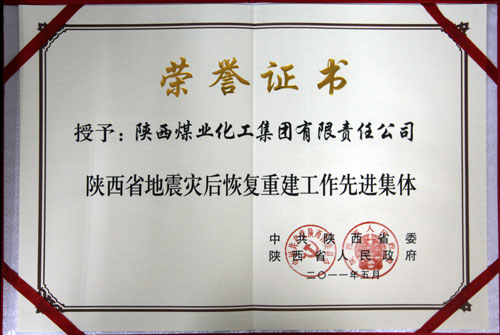 荣誉证书
授予：陕西煤业化工集团有限责任公司
陕西省地震灾后恢复重建工作先进集体
中共陕西省委
陕西省人民政府
二〇一一年五月